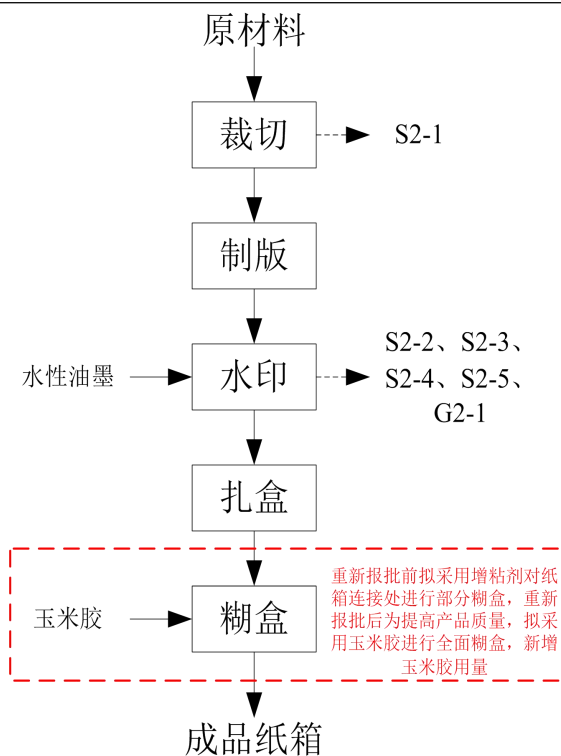 原材料
裁切
S2-1
制版
水性油墨
水印
S2-2、S2-3、
S2-4、S2-5、
G2-1
扎盒
玉米胶
糊盒
重新报批前拟采用增粘剂对纸
箱连接处进行部分糊盒，重新
报批后为提高产品质量，拟采
用玉米胶进行全面糊盒，新增
玉米胶用量
成品纸箱